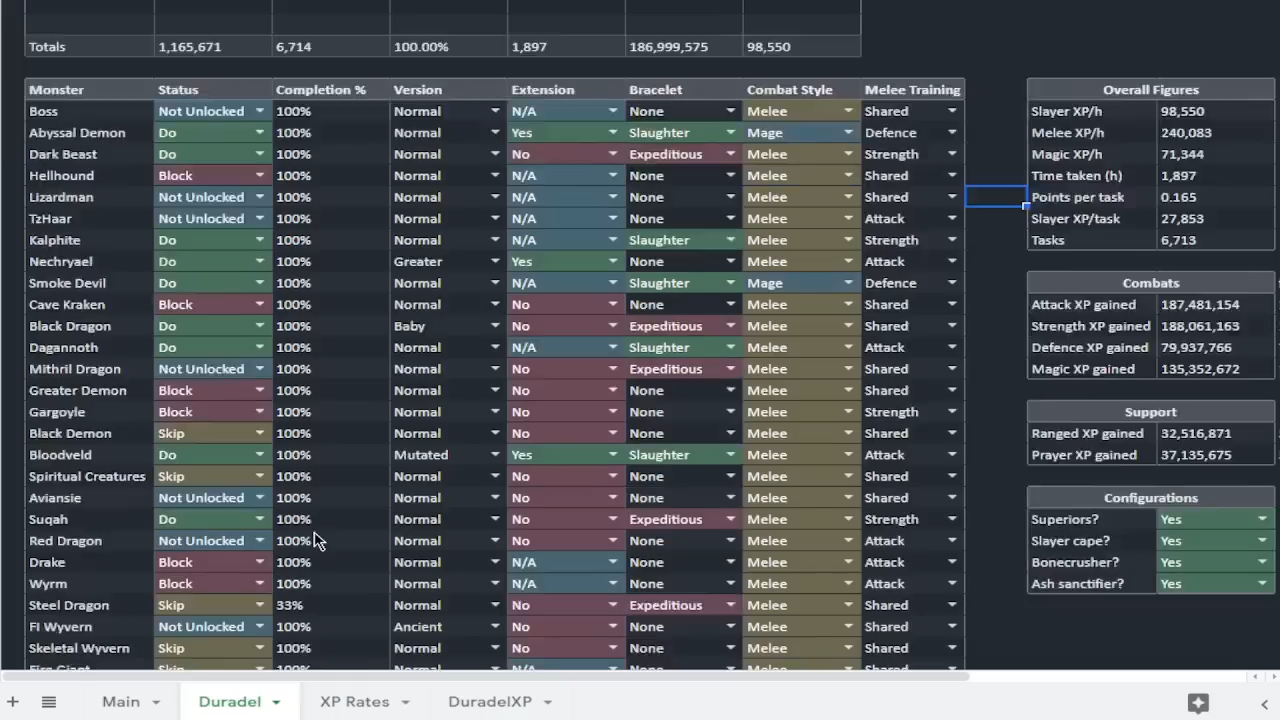 Totals 1,165,671 6,714 100.00% 1,897 186,999,575 98,550
Monster Status Completion % Version Extension Bracelet Combat Style Melee Training
Boss Not Unlocked 100% Normal N/A None Melee Shared
Abyssal Demon Do 100% Normal Yes Slaughter Mage Defence
Dark Beast Do 100% Normal No Expeditious Melee Strength
Hellhound Block 100% Normal N/A None Melee Shared
Lizardman Not Unlocked 100% Normal N/A None Melee Shared
TzHaar Not Unlocked 100% Normal N/A None Melee Attack
Kalphite Do 100% Normal N/A Slaughter Melee Strength
Nechryael Do 100% Greater Yes None Melee Attack
Smoke Devil Do 100% Normal N/A Slaughter Mage Defence
Cave Kraken Block 100% Normal No None Melee Shared
Black Dragon Do 100% Baby No Expeditious Melee Shared
Dagannoth Do 100% Normal N/A Slaughter Melee Attack
Mithril Dragon Not Unlocked 100% Normal No Expeditious Melee Shared
Greater Demon Block 100% Normal No None Melee Shared
Gargoyle Block 100% Normal No None Melee Strength
Black Demon Skip 100% Normal No None Melee Shared
Bloodveld Do 100% Mutated Yes Slaughter Melee Attack
Spiritual Creatures Skip 100% Normal No None Melee Shared
Aviansie Not Unlocked 100% Normal No None Melee Shared
Suqah Do 100% Normal No Expeditious Melee Strength
Red Dragon Not Unlocked 100% Normal No None Melee Attack
Drake Block 100% Normal N/A None Melee Attack
Wyrm Block 100% Normal N/A None Melee Attack
Steel Dragon Skip 33% Normal No Expeditious Melee Shared
FI Wyvern Not Unlocked 100% Ancient No None Melee Shared
Skeletal Wyvern Skip 100% Normal No None Melee Shared
Fire Giant Skip 100% Normal N/A None Melee Shared
Overall Figures
Slayer XP/h 98,550
Melee XP/h 240,083
Magic XP/h 71,344
Time taken (h) 1,897
Points per task 0.165
Slayer XP/task 27,853
Tasks 6,713
Combats
Attack XP gained 187,481,154
Strength XP gained 188,061,163
Defence XP gained 79,937,766
Magic XP gained 135,352,672
Support
Ranged XP gained 32,516,871
Prayer XP gained 37,135,675
Configurations
Superiors? Yes
Slayer cape? Yes
Bonecrusher? Yes
Ash sanctifier? Yes
Main Duradel XP Rates DuradelXP